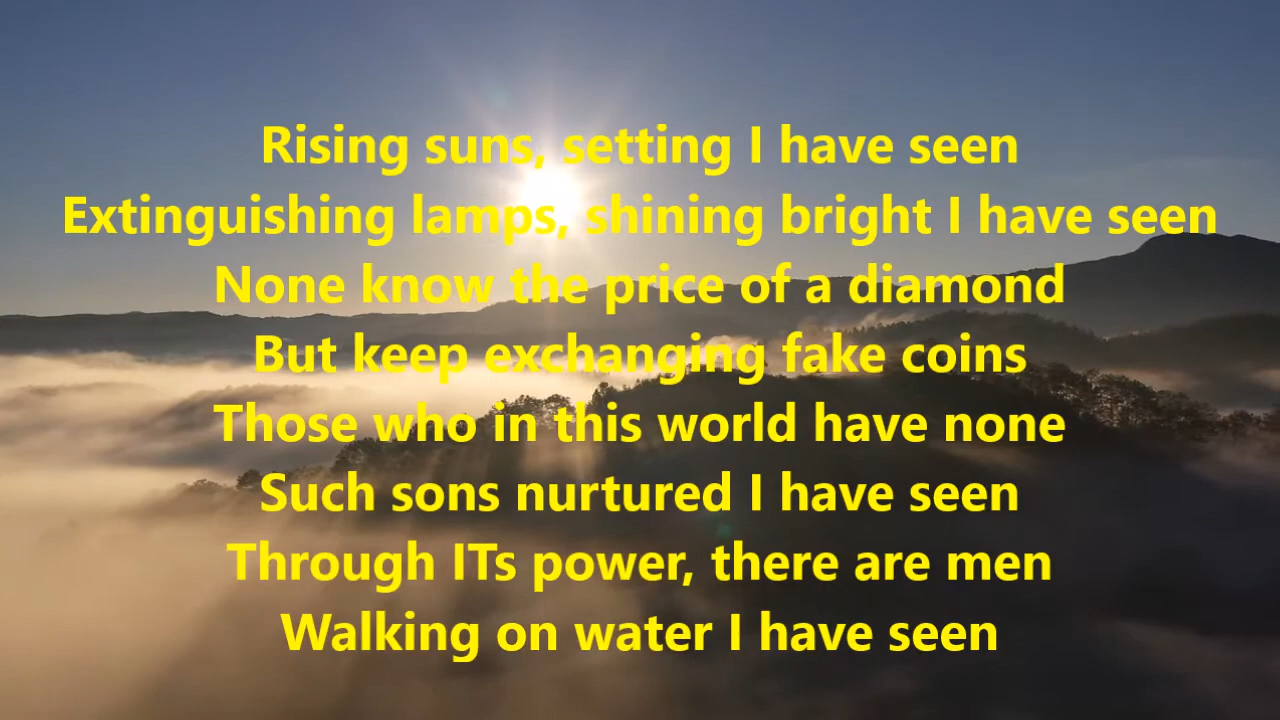 Rising suns, setting I have seen
Extinguishing lamps, shining bright I have seen
None know the price of a diamond
But keep exchanging fake coins
Those who in this world have none
Such sons nurtured I have seen
Through ITs power, there are men
Walking on water I have seen